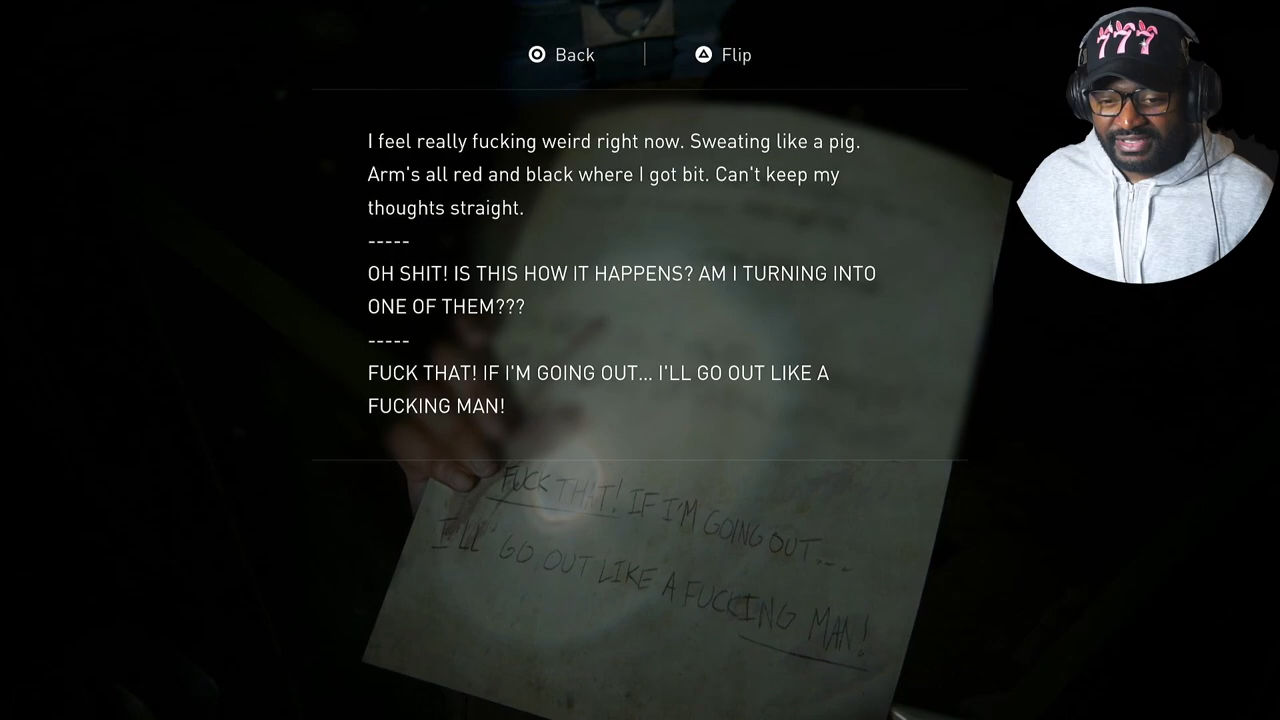 Back
Flip
777
I feel really fucking weird right now. Sweating like a pig.
Arm's all red and black where I got bit. Can't keep my
thoughts straight.
-----
OH SHIT! IS THIS HOW IT HAPPENS? AM I TURNING INTO
ONE OF THEM???
-----
FUCK THAT! IF I'M GOING OUT... I'LL GO OUT LIKE A
FUCKING MAN!
FUCK THAT! IF I'M GOING OUT...
I'LL GO OUT LIKE A FUCKING MAN!